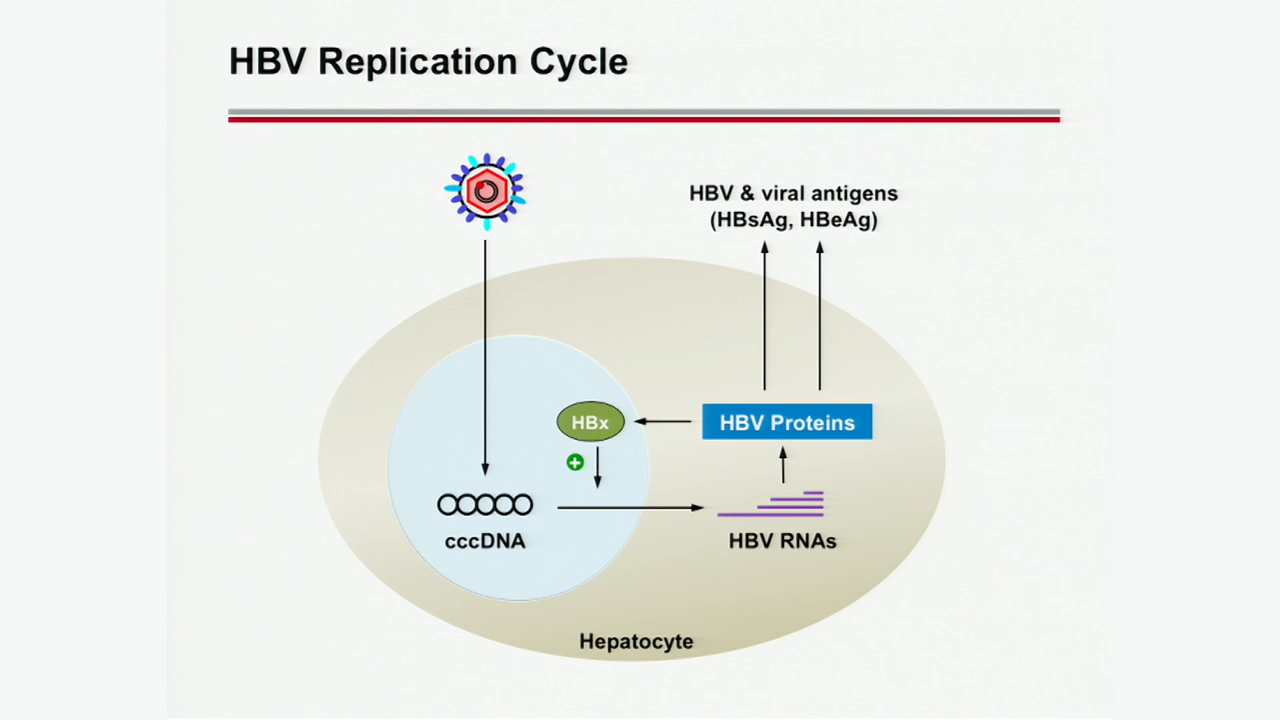 HBV Replication Cycle
HBV & viral antigens
(HBsAg, HBeAg)
HBx
HBV Proteins
cccDNA
HBV RNAs
Hepatocyte